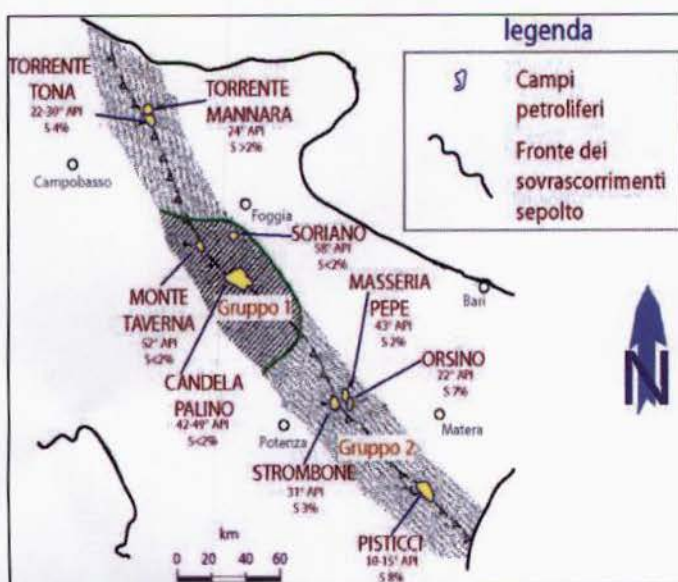 legenda
Campi
petroliferi
Fronte dei
sovrascorrimenti
sepolto
TORRENTE
TONA
22-30° API
S 4%
TORRENTE
MANNARA
24° API
S >2%
Campobasso
Foggia
SORIANO
58° API
S<2%
MASSERIA
PEPE
43° API
S 2%
Bari
MONTE
TAVERNA
52° API
S<2%
Gruppo 1
ORSINO
22° API
S 7%
N
CANDELA
PALINO
42-49° API
S<2%
Potenza
Matera
Gruppo 2
STROMBONE
31° API
S 3%
PISTICCI
10-15° API
S 8%
km
0 20 40 60